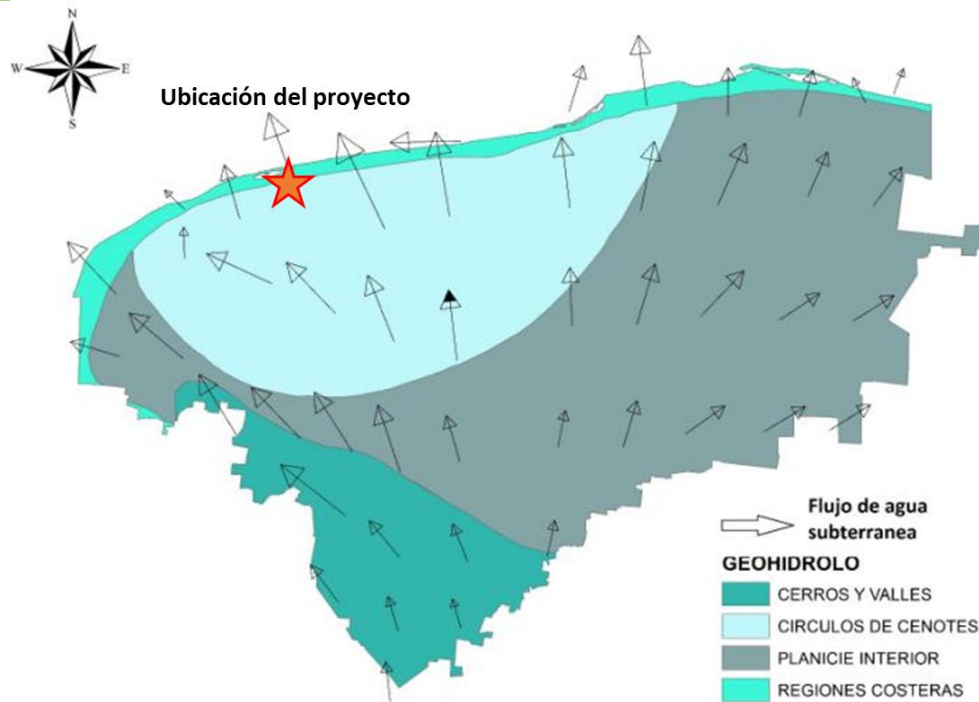 N
W E
S
Ubicación del proyecto
Flujo de agua
subterranea
GEOHIDROLO
CERROS Y VALLES
CIRCULOS DE CENOTES
PLANICIE INTERIOR
REGIONES COSTERAS